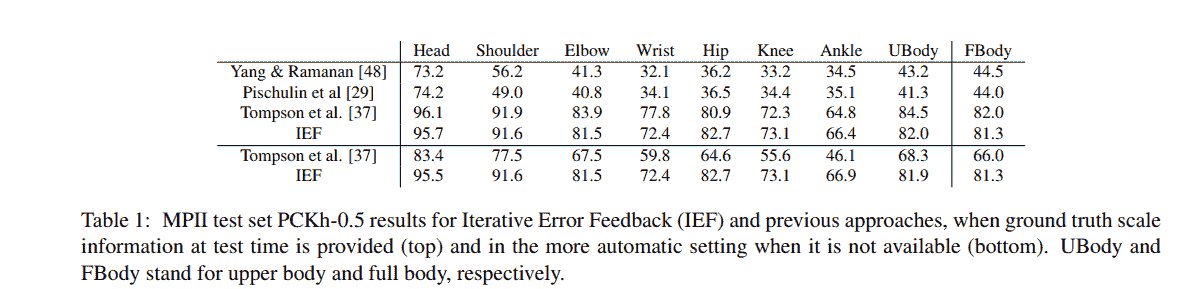 Head Shoulder Elbow Wrist Hip Knee Ankle UBody FBody
Yang & Ramanan [48] 73.2 56.2 41.3 32.1 36.2 33.2 34.5 43.2 44.5
Pischulin et al [29] 74.2 49.0 40.8 34.1 36.5 34.4 35.1 41.3 44.0
Tompson et al. [37] 96.1 91.9 83.9 77.8 80.9 72.3 64.8 84.5 82.0
IEF 95.7 91.6 81.5 72.4 82.7 73.1 66.4 82.0 81.3
Tompson et al. [37] 83.4 77.5 67.5 59.8 64.6 55.6 46.1 68.3 66.0
IEF 95.5 91.6 81.5 72.4 82.7 73.1 66.9 81.9 81.3
Table 1: MPII test set PCKh-0.5 results for Iterative Error Feedback (IEF) and previous approaches, when ground truth scale
information at test time is provided (top) and in the more automatic setting when it is not available (bottom). UBody and
FBody stand for upper body and full body, respectively.